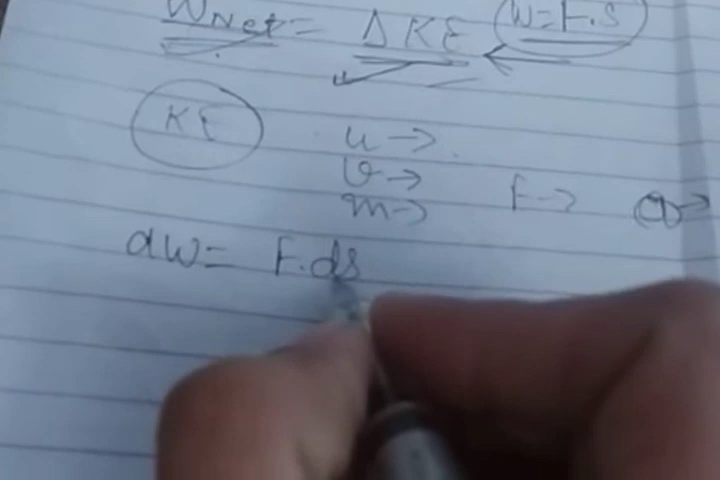 WNet = ΔKE W=F.S
KE
u →
v →
m → F → a →
dW = F.ds